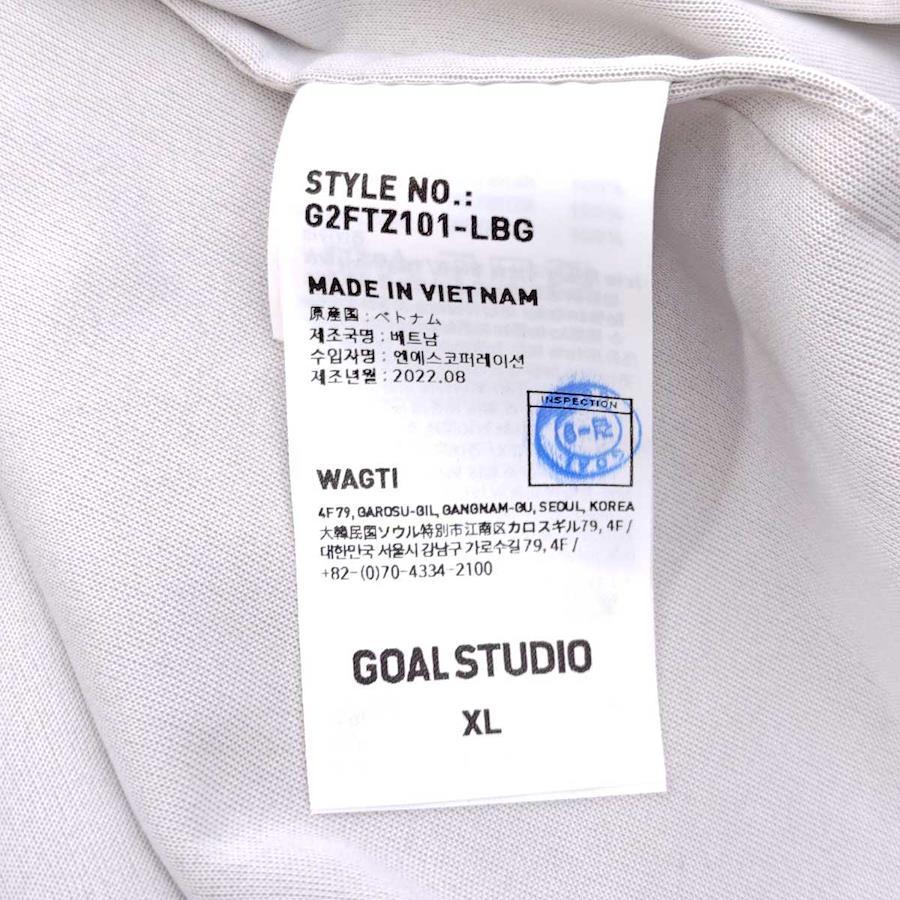 STYLE NO.:
G2FTZ101-LBG
MADE IN VIETNAM
原産国 : ベトナム
제조국명 : 베트남
수입자명 : 엔에스코퍼레이션
제조년월 : 2022.08
INSPECTION
WAGTI
4F 79, GAROSU-GIL, GANGNAM-GU, SEOUL, KOREA
大韓民国ソウル特別市江南区カロスギル79, 4F /
대한민국 서울시 강남구 가로수길 79, 4F /
+82-(0)70-4334-2100
GOALSTUDIO
XL